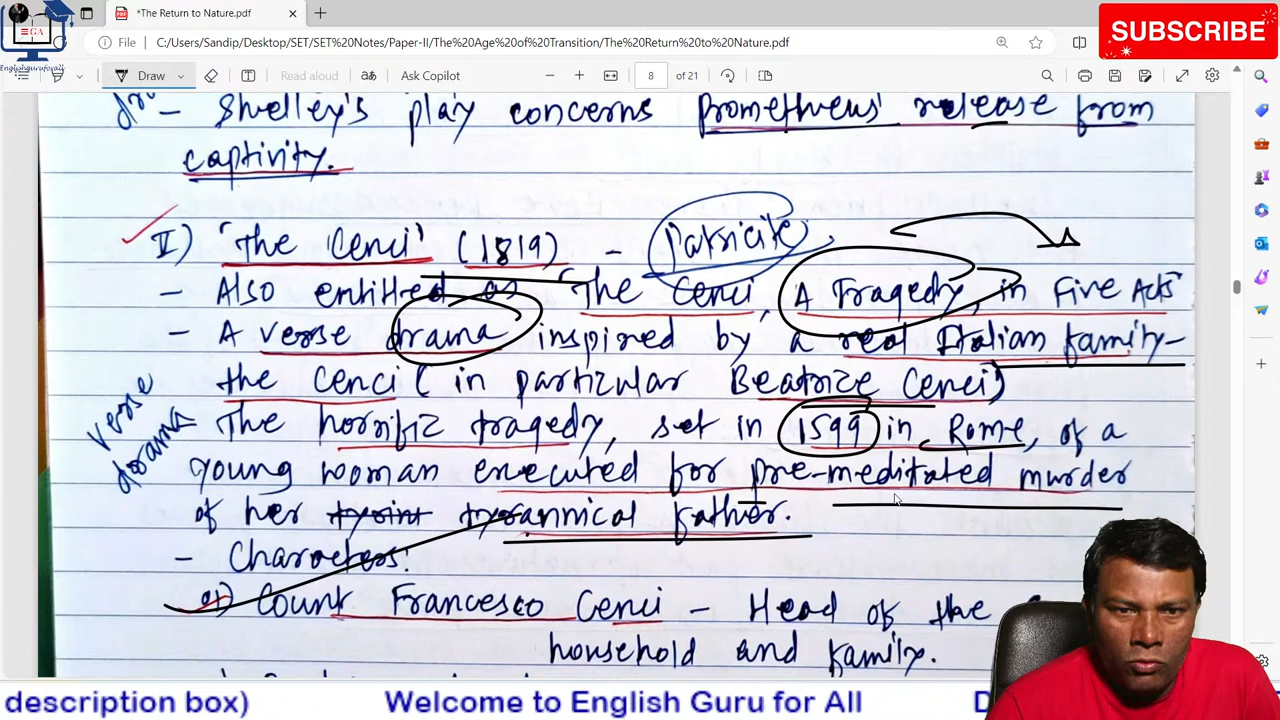 *The Return to Nature.pdf
SUBSCRIBE
EGA
Englishguruforall
File
C:/Users/Sandip/Desktop/SET/SET%20Notes/Paper-II/The%20Age%20of%20Transition/The%20Return%20to%20Nature.pdf
Draw
Read aloud
Ask Copilot
8
of 21
- Shelley's play concerns Prometheus' release from
captivity.
II) 'The Cenci' (1819) - Patricite
- Also entitled as 'The Cenci, A Tragedy, in Five Acts'
- A verse drama inspired by a real Italian family-
the Cenci (in particular Beatrice Cenci)
verse
drama
- The horrific tragedy, set in 1599 in Rome, of a
young woman executed for pre-meditated murder
of her tyrannical father.
- Characters:
a) Count Francesco Cenci - Head of the
household and family.
description box)
Welcome to English Guru for All
D